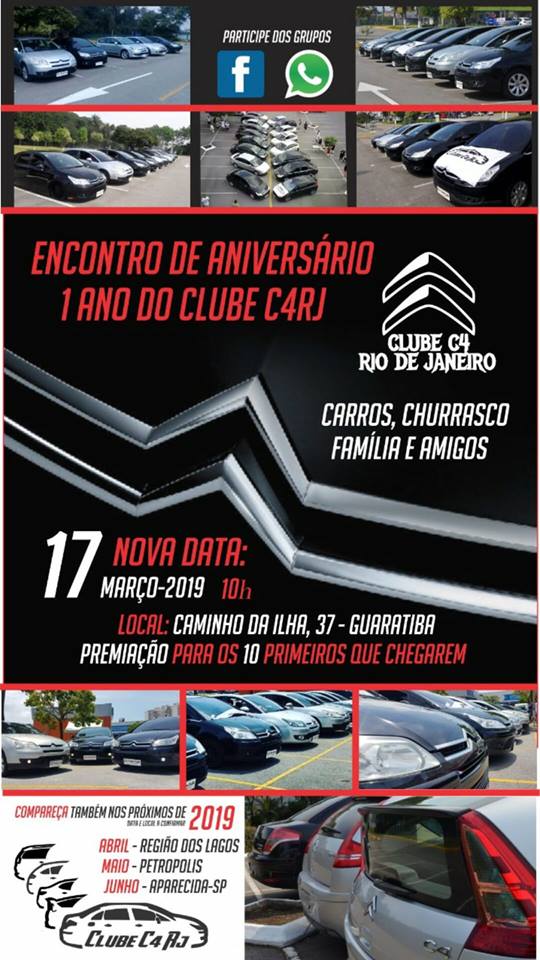 PARTICIPE DOS GRUPOS
ENCONTRO DE ANIVERSÁRIO
1 ANO DO CLUBE C4RJ
CLUBE C4
RIO DE JANEIRO
CARROS, CHURRASCO
FAMÍLIA E AMIGOS
17 NOVA DATA:
MARÇO-2019 10h
LOCAL: CAMINHO DA ILHA, 37 - GUARATIBA
PREMIAÇÃO PARA OS 10 PRIMEIROS QUE CHEGAREM
COMPAREÇA TAMBÉM NOS PRÓXIMOS DE 2019
DATA E LOCAL A CONFIRMAR
ABRIL - REGIÃO DOS LAGOS
MAIO - PETROPOLIS
JUNHO - APARECIDA-SP
CLUBE C4 RJ
C4